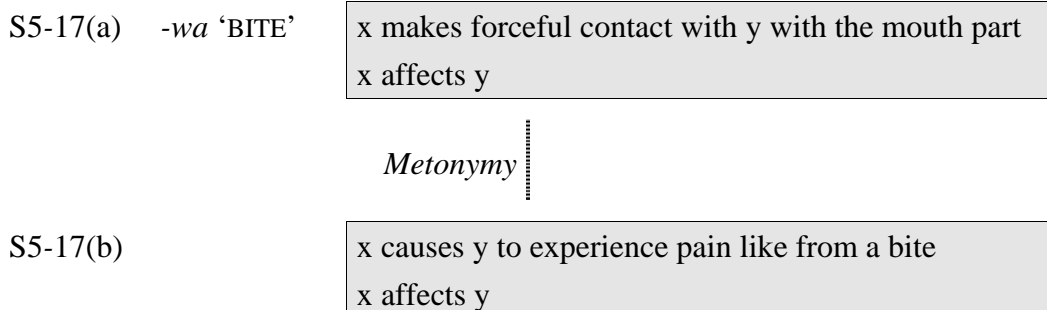 S5-17(a) -wa ‘BITE’ x makes forceful contact with y with the mouth part
x affects y
Metonymy
S5-17(b) x causes y to experience pain like from a bite
x affects y